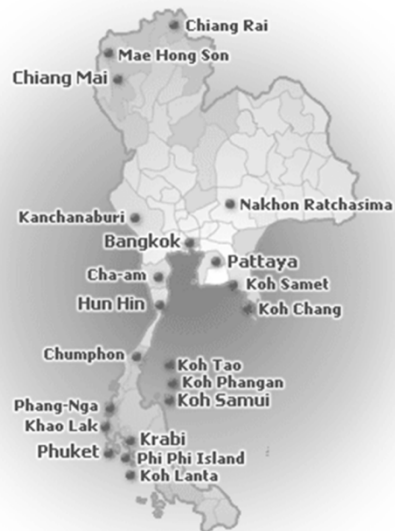 Chiang Rai
Mae Hong Son
Chiang Mai
Nakhon Ratchasima
Kanchanaburi
Bangkok
Pattaya
Cha-am
Koh Samet
Hun Hin
Koh Chang
Chumphon
Koh Tao
Koh Phangan
Koh Samui
Phang-Nga
Khao Lak
Krabi
Phuket
Phi Phi Island
Koh Lanta